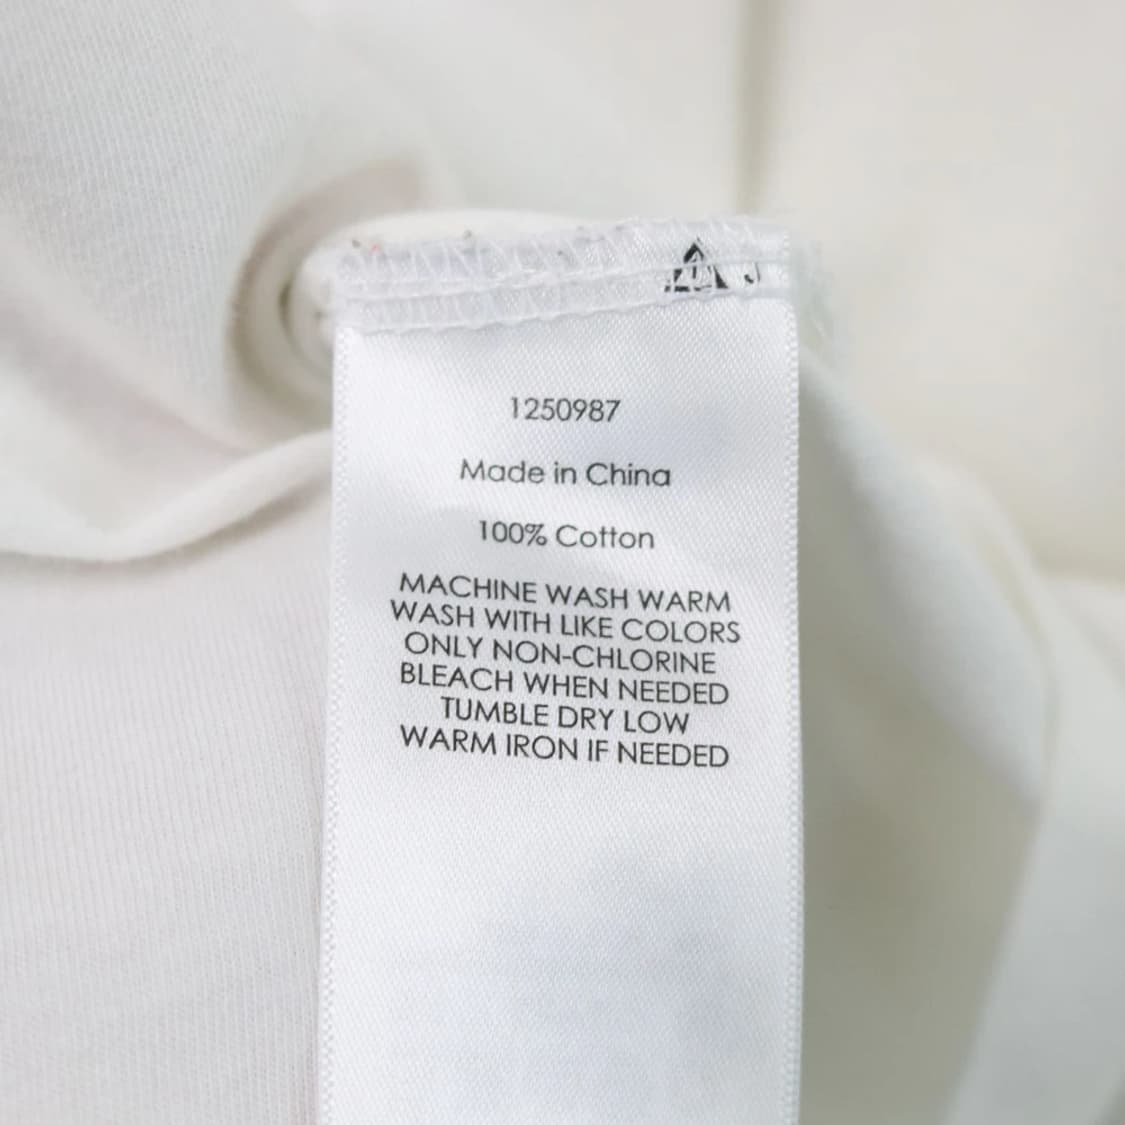 1250987
Made in China
100% Cotton
MACHINE WASH WARM
WASH WITH LIKE COLORS
ONLY NON-CHLORINE
BLEACH WHEN NEEDED
TUMBLE DRY LOW
WARM IRON IF NEEDED